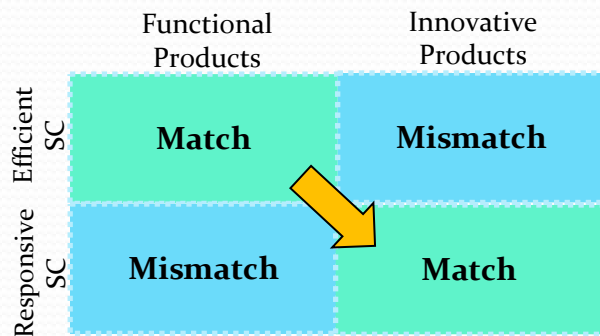 Functional
Products
Innovative
Products
Efficient
SC
Match
Mismatch
Responsive
SC
Mismatch
Match